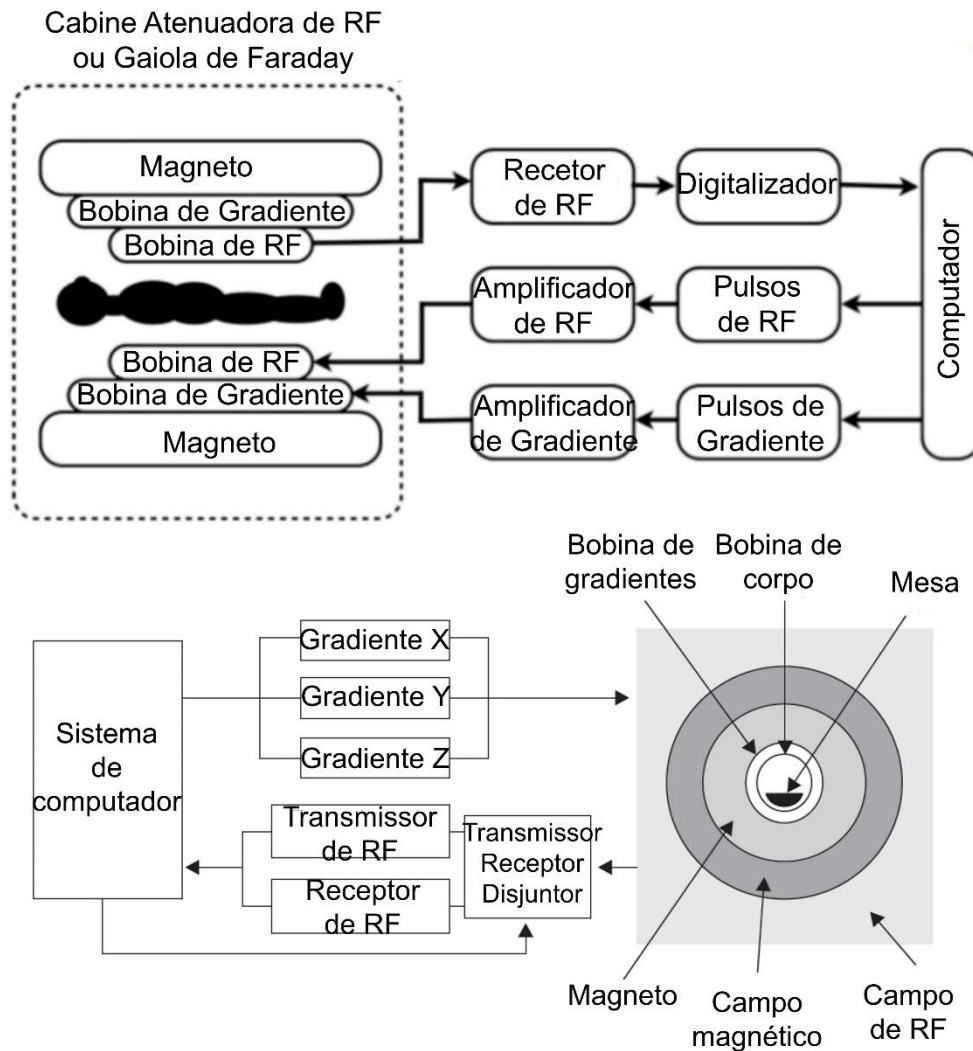 Cabine Atenuadora de RF
ou Gaiola de Faraday
Magneto
Bobina de Gradiente
Bobina de RF
Recetor
de RF
Digitalizador
Computador
Amplificador
de RF
Pulsos
de RF
Bobina de RF
Bobina de Gradiente
Magneto
Amplificador
de Gradiente
Pulsos de
Gradiente
Bobina de
gradientes
Bobina de
corpo
Mesa
Sistema
de
computador
Gradiente X
Gradiente Y
Gradiente Z
Transmissor
de RF
Receptor
de RF
Transmissor
Receptor
Disjuntor
Magneto
Campo
magnético
Campo
de RF